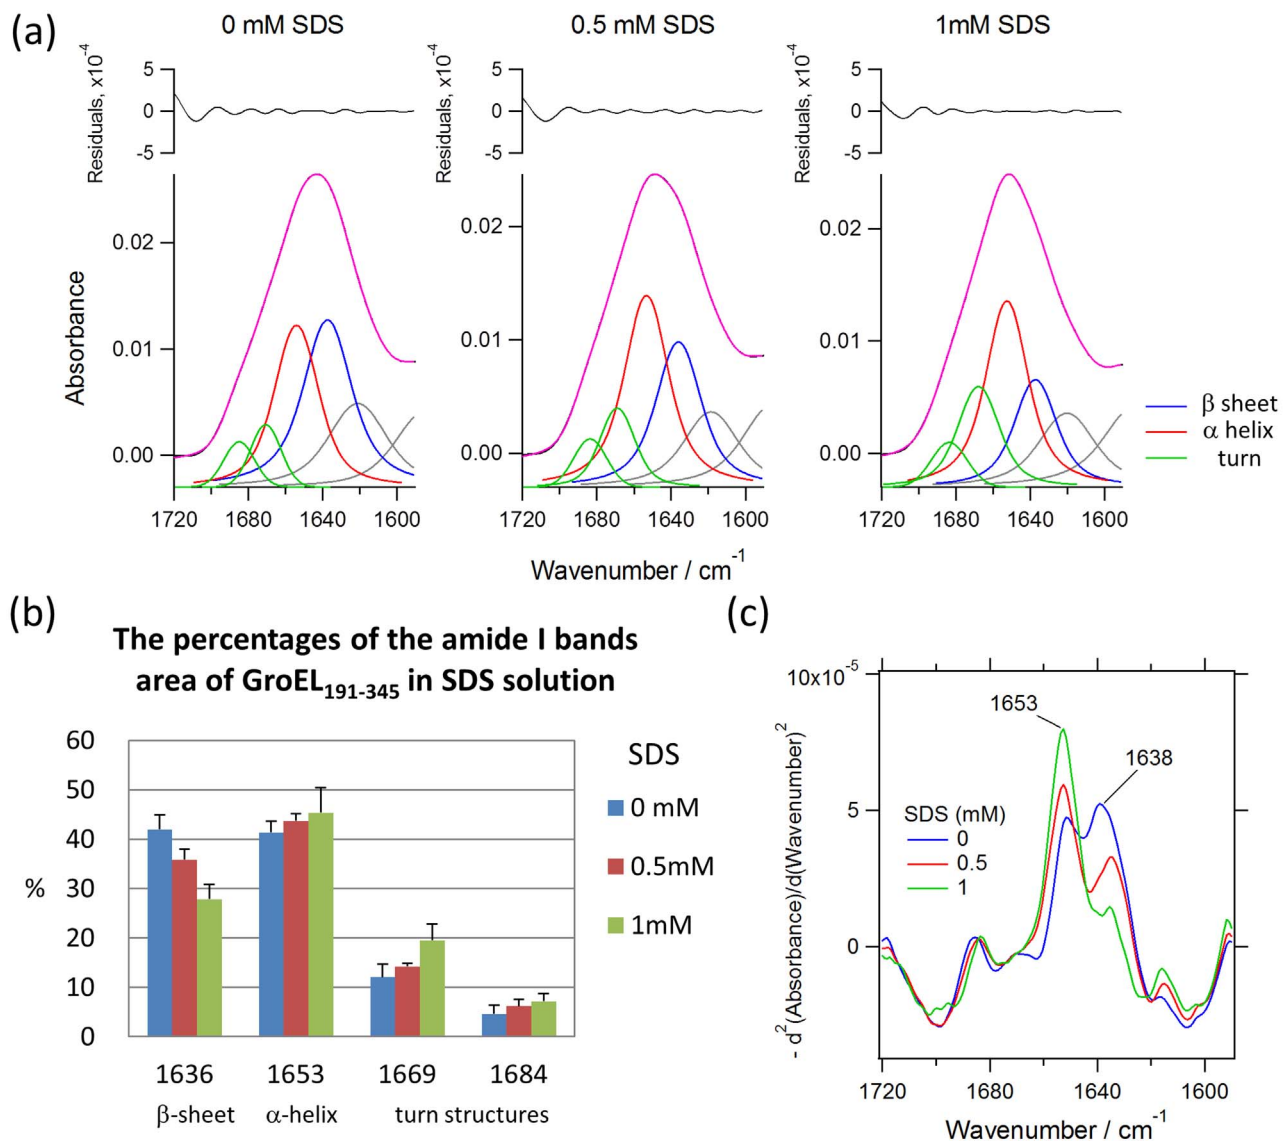 (a)
0 mM SDS
0.5 mM SDS
1mM SDS
Residuals, x10⁻⁴
5
0
-5
Residuals, x10⁻⁴
5
0
-5
Residuals, x10⁻⁴
5
0
-5
Absorbance
0.02
0.01
0.00
0.02
0.01
0.00
0.02
0.01
0.00
β sheet
α helix
turn
1720 1680 1640 1600
1720 1680 1640 1600
1720 1680 1640 1600
Wavenumber / cm⁻¹
(b)
The percentages of the amide I bands
area of GroEL₁₉₁₋₃₄₅ in SDS solution
%
60
50
40
30
20
10
0
SDS
0 mM
0.5mM
1mM
1636 1653 1669 1684
β-sheet α-helix turn structures
(c)
- d²(Absorbance)/d(Wavenumber)²
10x10⁻⁵
5
0
1653
1638
SDS (mM)
0
0.5
1
1720 1680 1640 1600
Wavenumber / cm⁻¹